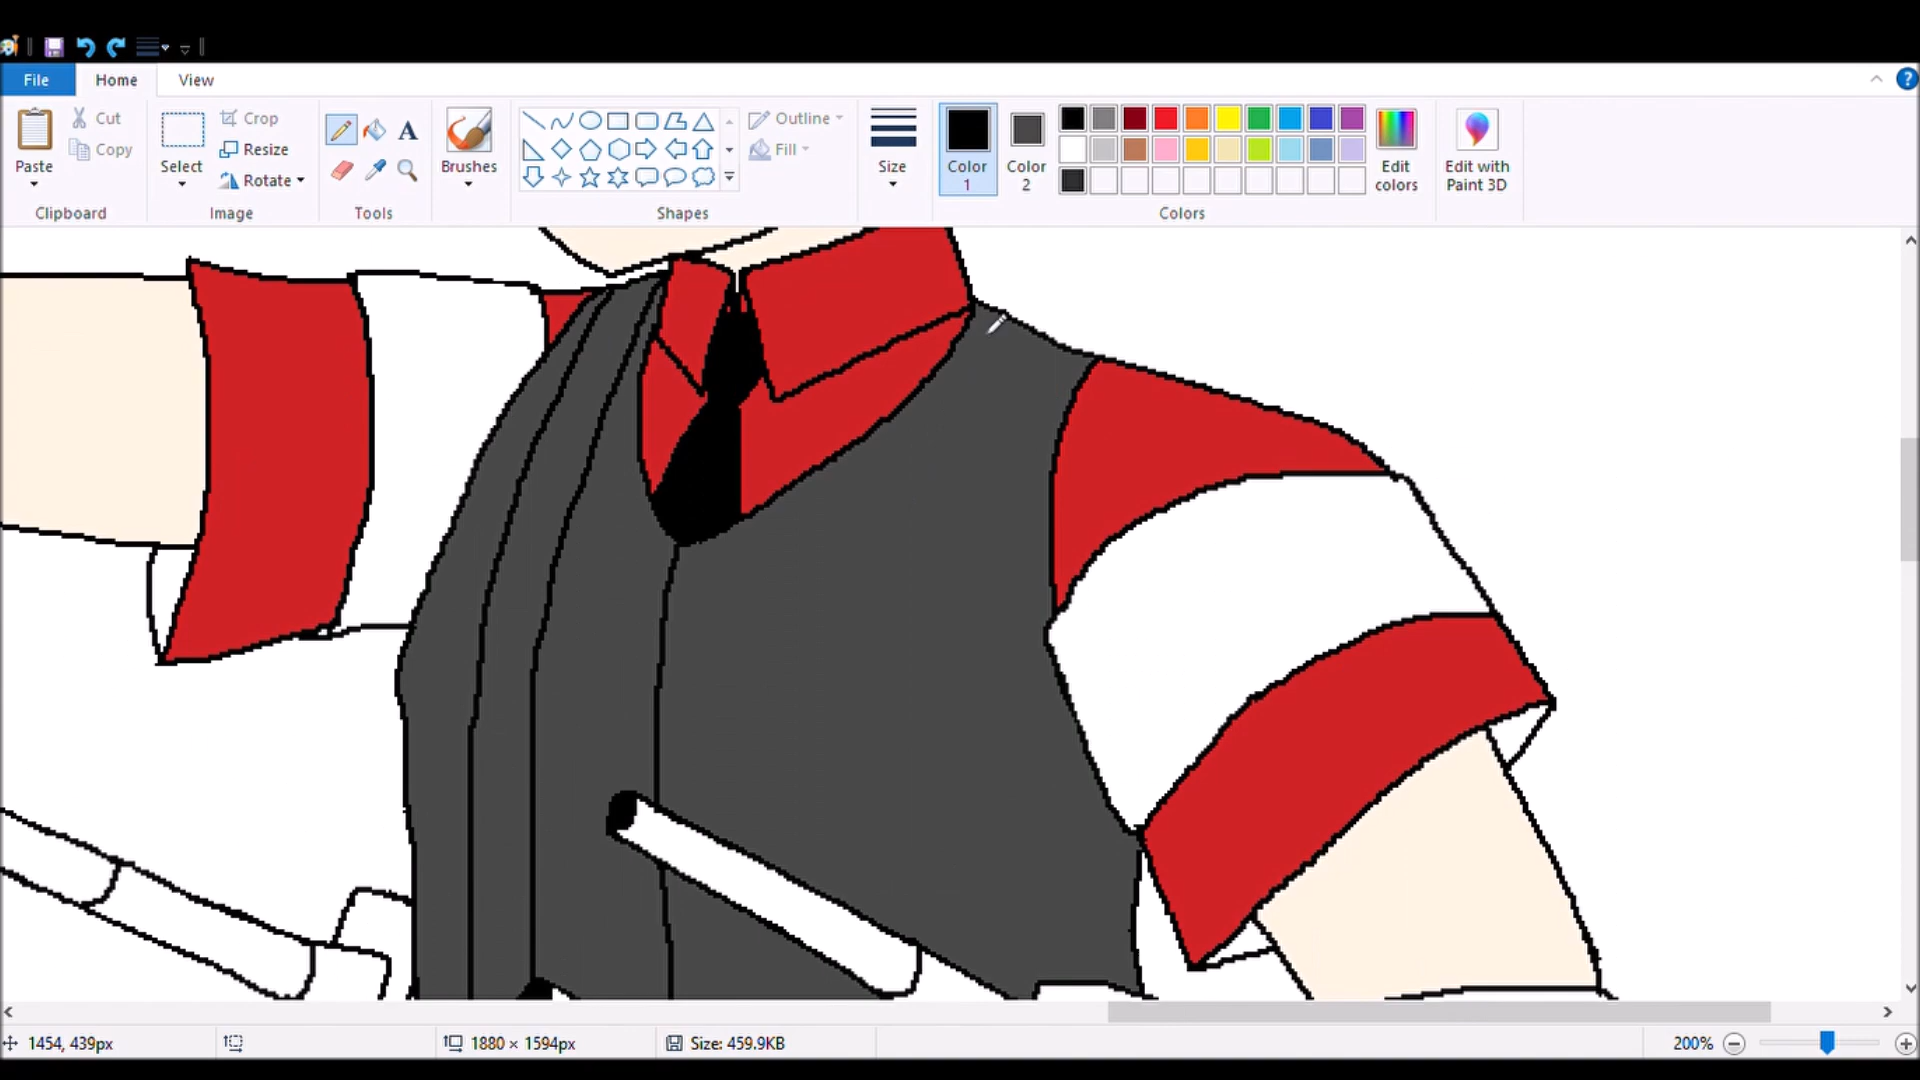 File Home View
Paste
Cut
Copy
Clipboard
Select
Crop
Resize
Rotate
Image
A
Tools
Brushes
Outline
Fill
Shapes
Size
Color
1
Color
2
Edit
colors
Colors
Edit with
Paint 3D
?
1454, 439px
1880 × 1594px
Size: 459.9KB
200%